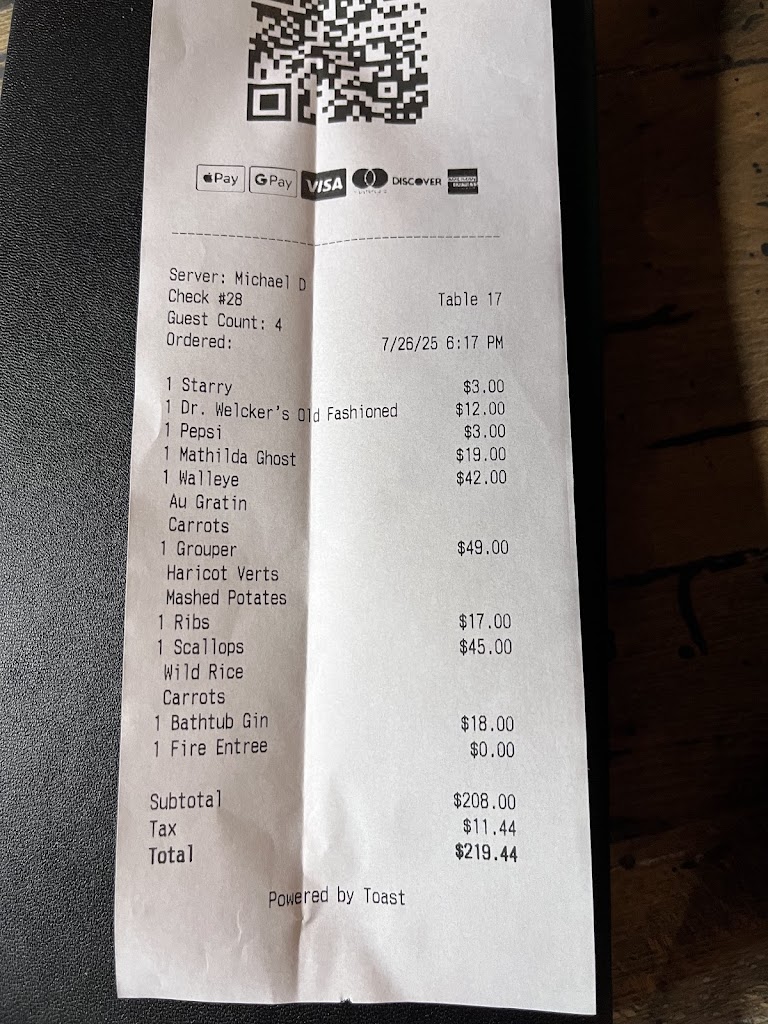 Pay
G Pay
VISA
DISCOVER
Server: Michael D
Check #28
Table 17
Guest Count: 4
Ordered:
7/26/25 6:17 PM
1 Starry $3.00
1 Dr. Welcker's Old Fashioned $12.00
1 Pepsi $3.00
1 Mathilda Ghost $19.00
1 Walleye $42.00
Au Gratin
Carrots
1 Grouper $49.00
Haricot Verts
Mashed Potatoes
1 Ribs $17.00
1 Scallops $45.00
Wild Rice
Carrots
1 Bathtub Gin $18.00
1 Fire Entree $0.00
Subtotal $208.00
Tax $11.44
Total $219.44
Powered by Toast